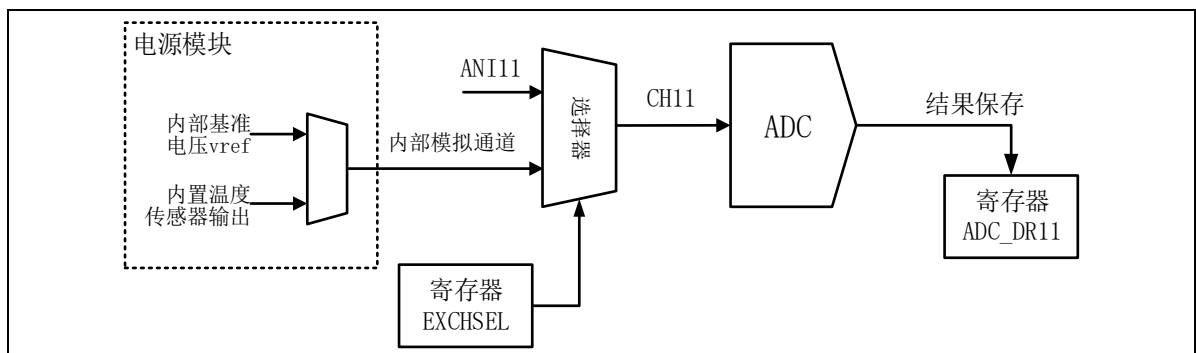 电源模块
内部基准
电压vref
内置温度
传感器输出
内部模拟通道
ANI11
选择器
寄存器
EXCHSEL
CH11
ADC
结果保存
寄存器
ADC_DR11